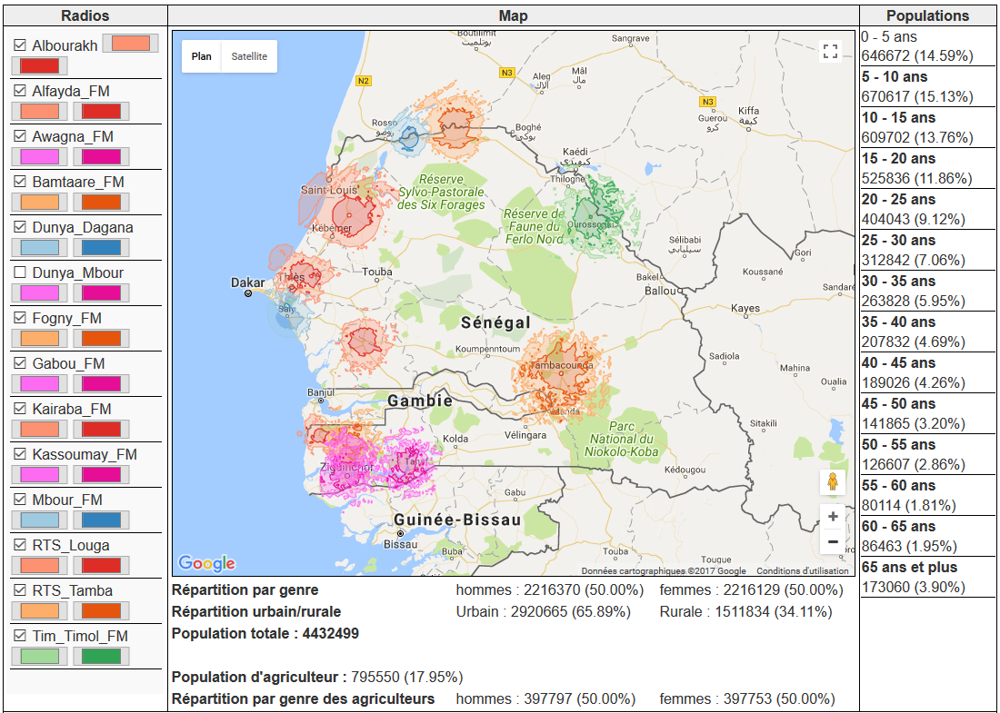 Radios
Map
Populations
Albourakh
Alfayda_FM
Awagna_FM
Bamtaare_FM
Dunya_Dagana
Dunya_Mbour
Fogny_FM
Gabou_FM
Kairaba_FM
Kassoumay_FM
Mbour_FM
RTS_Louga
RTS_Tamba
Tim_Timol_FM
Plan
Satellite
Boutilimit
بوتلميت
Sangrave
N2
N3
Aleg
ألاك
Mâl
مال
N3
Guerou
كرو
Kiffa
كيفة
Rosso
روصو
Boghé
بوكي
Kaédi
كيهيدي
Thilogne
Réserve
Sylvo-Pastorale
des Six Forages
Saint-Louis
Réserve de
Faune du
Ferlo Nord
Ourossogui
Kébémer
Sélibabi
سيليبابي
Gori
Thiès
Touba
Dakar
Bakel
Koussané
Ballou
Sandaré
Saly
Kayes
Sénégal
Koumpenntoum
Tambacounda
Sadiola
Mahina
Oualia
Banjul
Gambie
Manda
Parc
National du
Niokolo-Koba
Sitakili
Kolda
Vélingara
Ziguinchor
Tanaf
Kédougou
Gabu
Guinée-Bissau
Bissau
Buba
Touba
Tougue
Google
Données cartographiques ©2017 Google
Conditions d'utilisation
0 - 5 ans
646672 (14.59%)
5 - 10 ans
670617 (15.13%)
10 - 15 ans
609702 (13.76%)
15 - 20 ans
525836 (11.86%)
20 - 25 ans
404043 (9.12%)
25 - 30 ans
312842 (7.06%)
30 - 35 ans
263828 (5.95%)
35 - 40 ans
207832 (4.69%)
40 - 45 ans
189026 (4.26%)
45 - 50 ans
141865 (3.20%)
50 - 55 ans
126607 (2.86%)
55 - 60 ans
80114 (1.81%)
60 - 65 ans
86463 (1.95%)
65 ans et plus
173060 (3.90%)
Répartition par genre hommes : 2216370 (50.00%) femmes : 2216129 (50.00%)
Répartition urbain/rurale Urbain : 2920665 (65.89%) Rurale : 1511834 (34.11%)
Population totale : 4432499
Population d'agriculteur : 795550 (17.95%)
Répartition par genre des agriculteurs hommes : 397797 (50.00%) femmes : 397753 (50.00%)